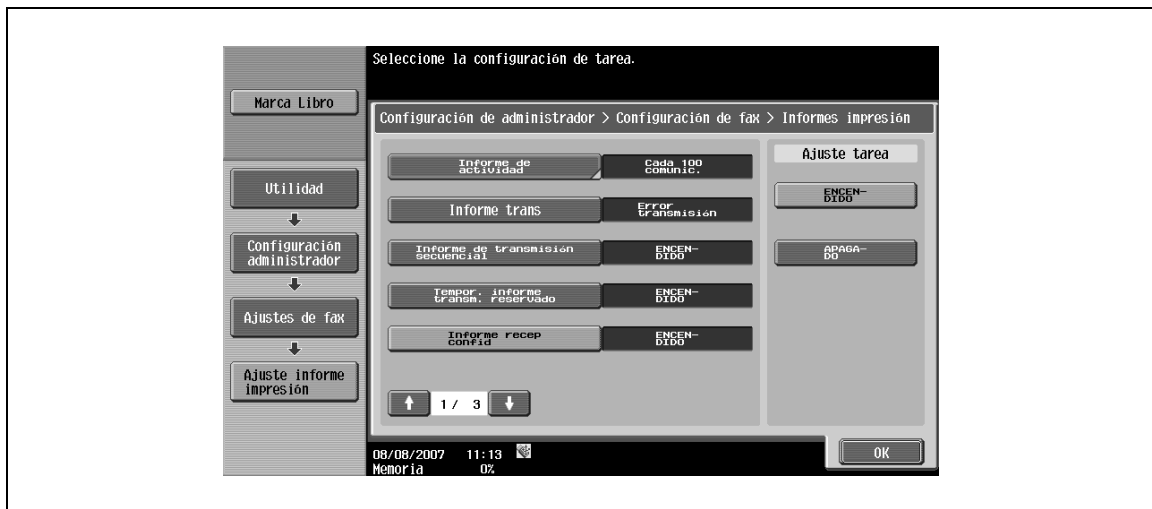 Seleccione la configuración de tarea.
Marca Libro
Configuración de administrador > Configuración de fax > Informes impresión
Informe de
actividad
Cada 100
comunic.
Ajuste tarea
Utilidad
Informe trans
Error
transmisión
ENCEN-
DIDO
Configuración
administrador
Informe de transmisión
secuencial
ENCEN-
DIDO
APAGA-
DO
Tempor. informe
transm. reservado
ENCEN-
DIDO
Ajustes de fax
Informe recep
confid
ENCEN-
DIDO
Ajuste informe
impresión
1/ 3
08/08/2007 11:13
Memoria 0%
OK